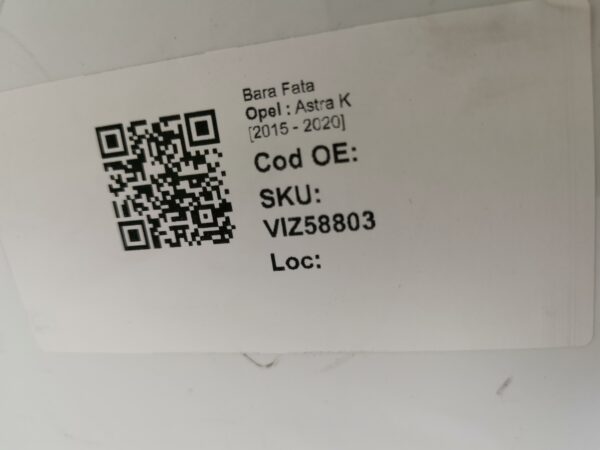 Bara Fata
Opel : Astra K
[2015 - 2020]
Cod OE:
SKU:
VIZ58803
Loc: